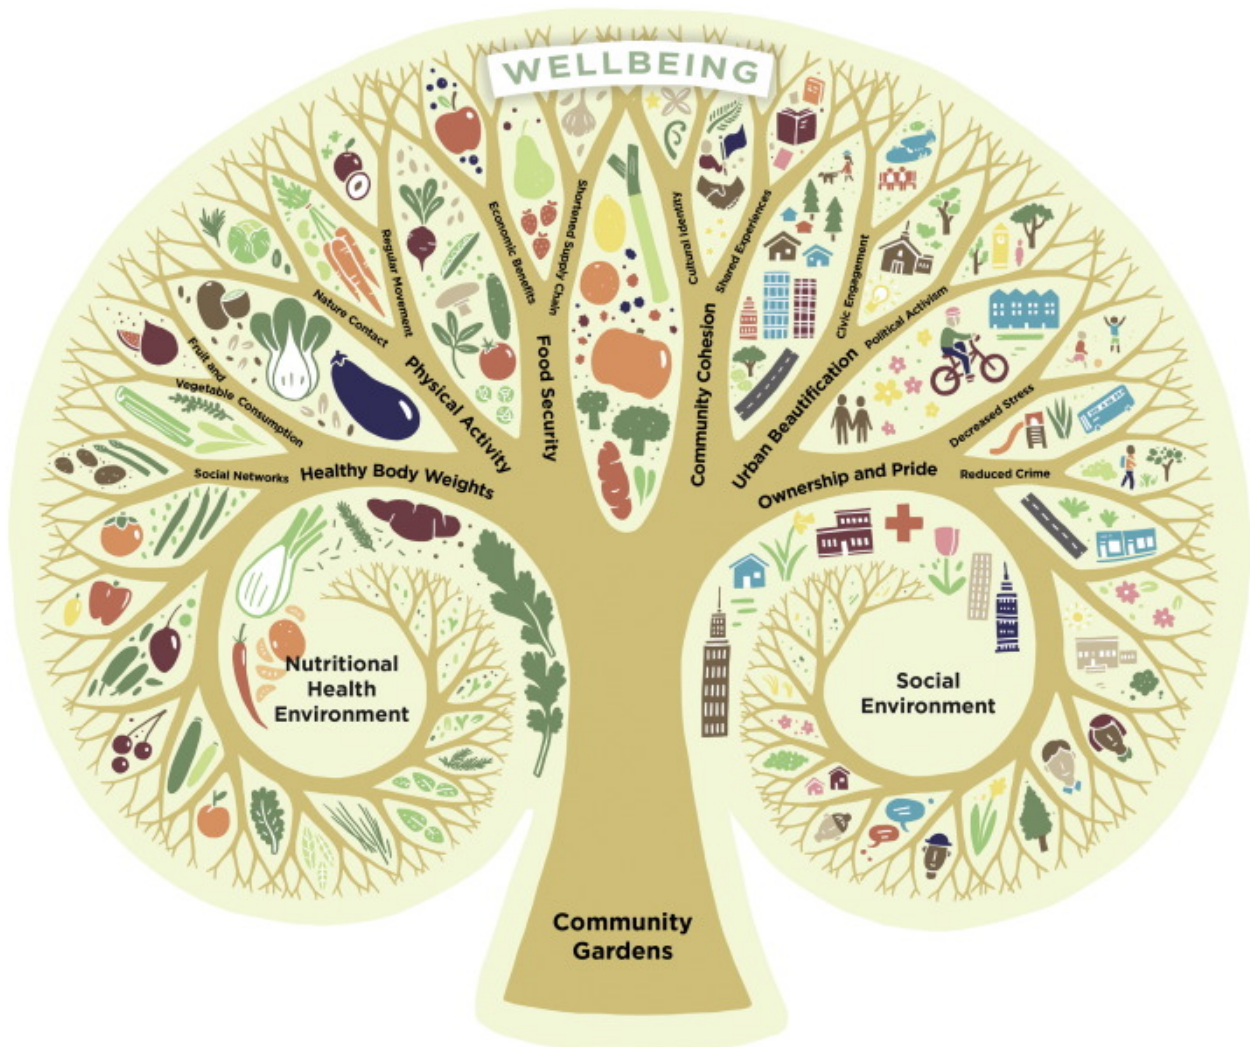 WELLBEING
Shortened Supply Chain
Economic Benefits
Cultural Identity
Shared Experiences
Regular Movement
Civic Engagement
Nature Contact
Political Activism
Fruit and
Vegetable Consumption
Food Security
Community Cohesion
Physical Activity
Urban Beautification
Decreased Stress
Social Networks
Healthy Body Weights
Ownership and Pride
Reduced Crime
Nutritional
Health
Environment
Social
Environment
Community
Gardens